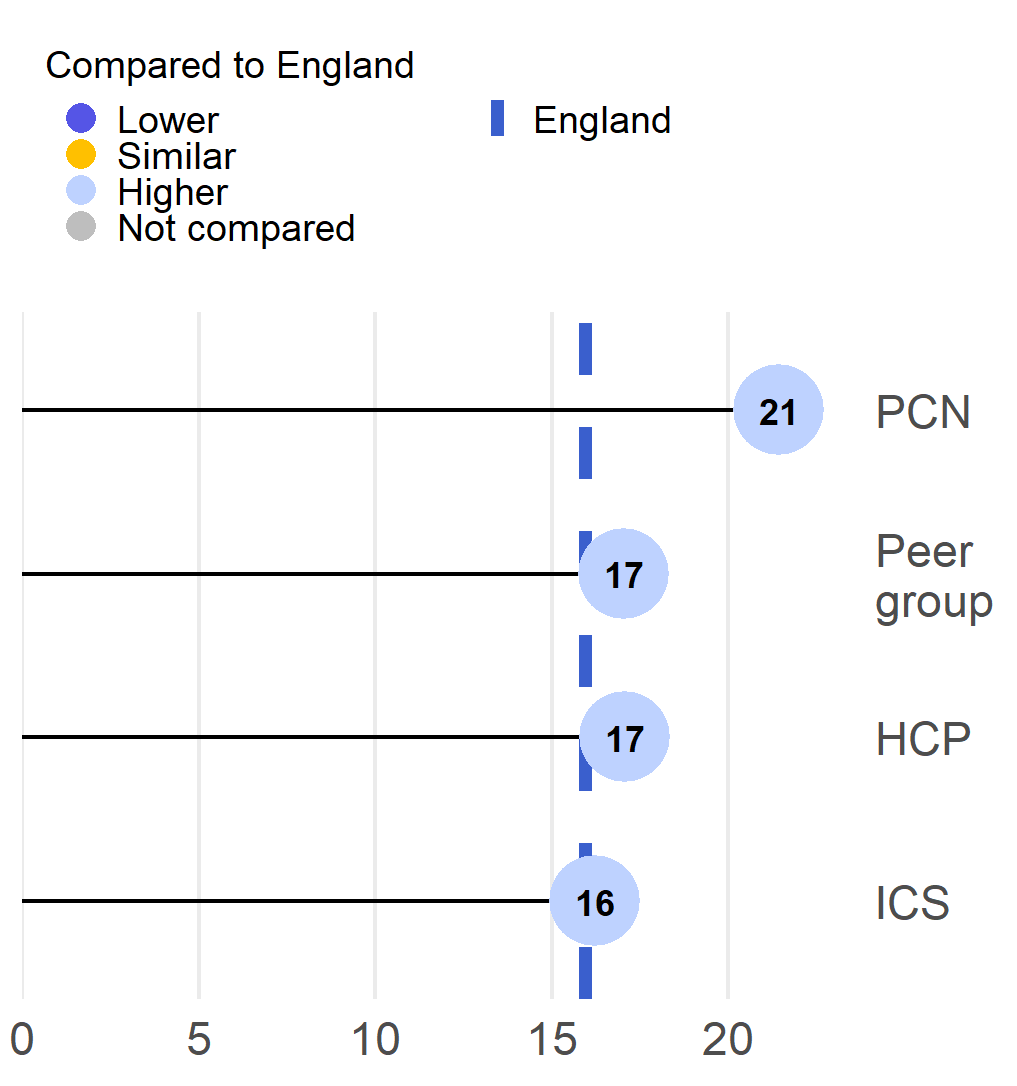 Compared to England
Lower
England
Similar
Higher
Not compared
21
PCN
Peer
group
17
17
HCP
16
ICS
0 5 10 15 20